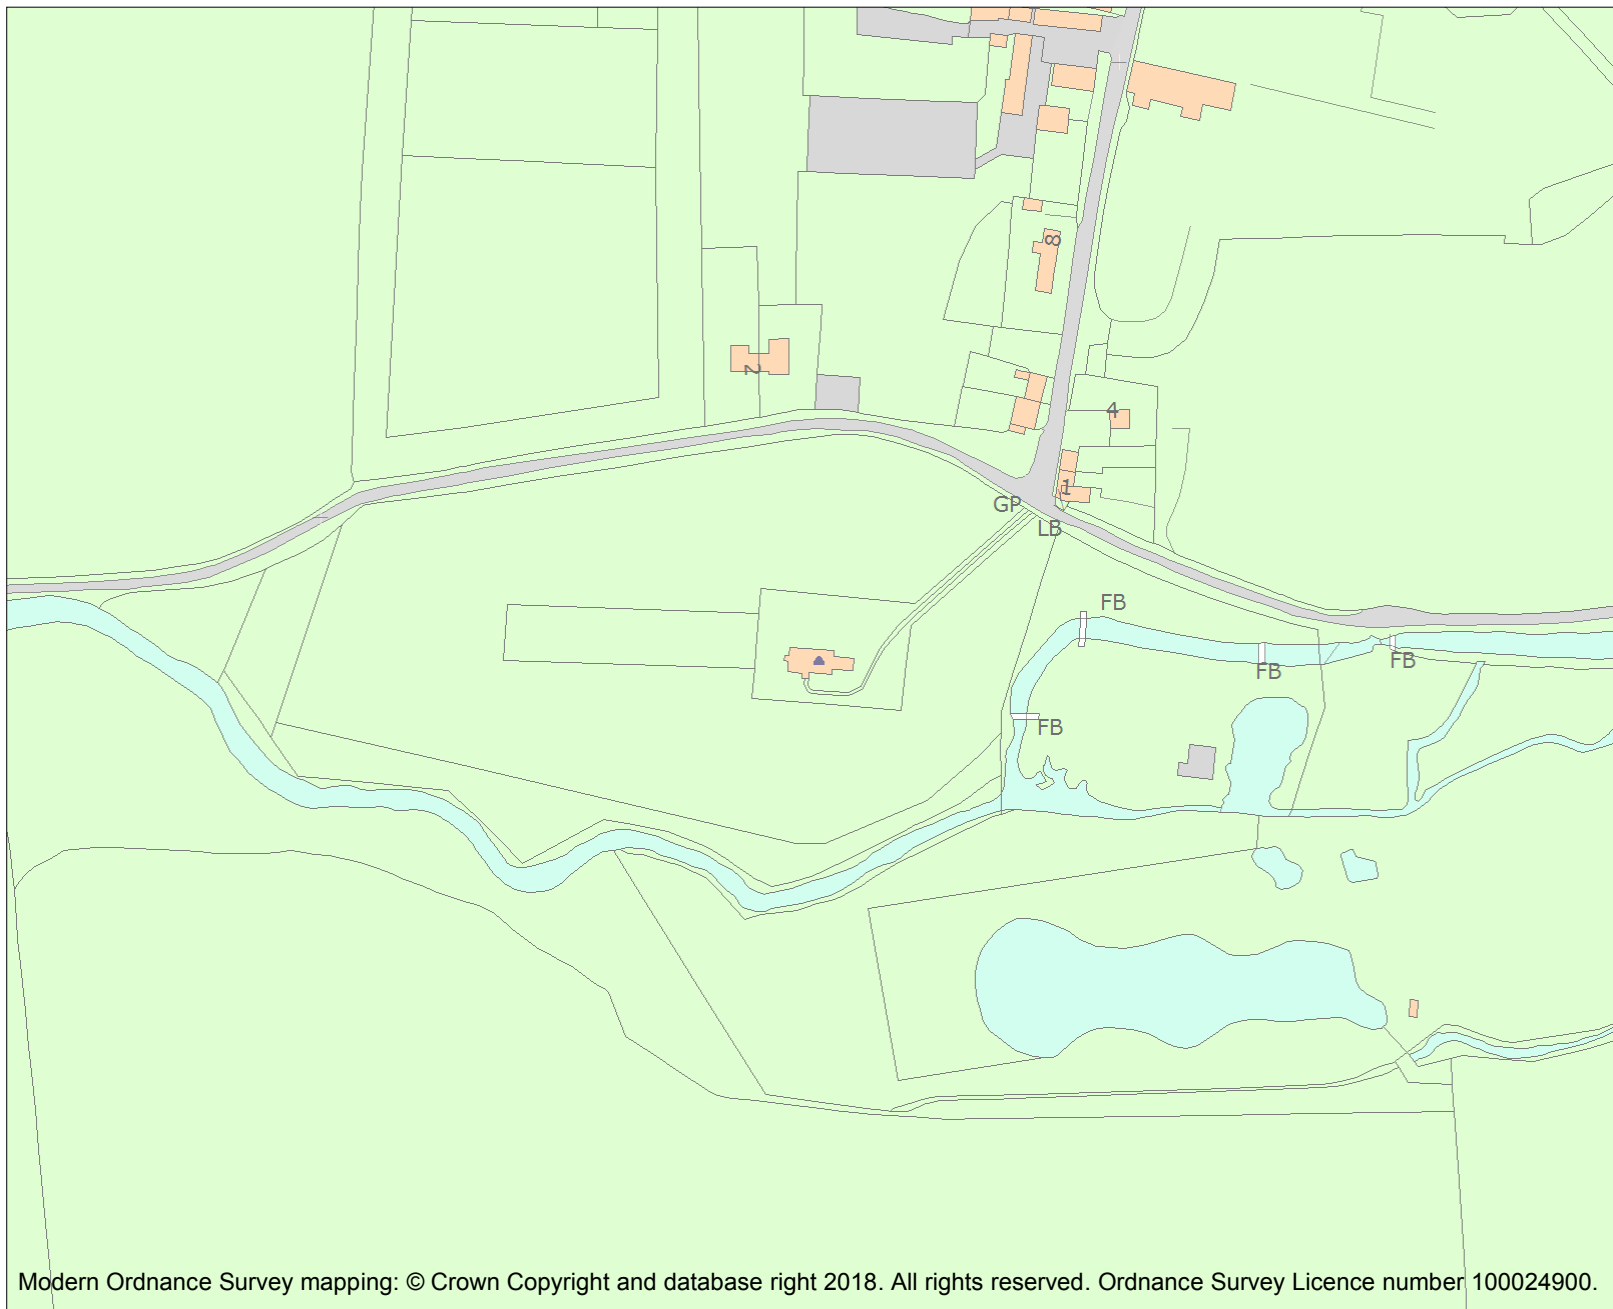 8
2
4
1
GP
LB
FB
FB
FB
FB
Modern Ordnance Survey mapping: © Crown Copyright and database right 2018. All rights reserved. Ordnance Survey Licence number 100024900.